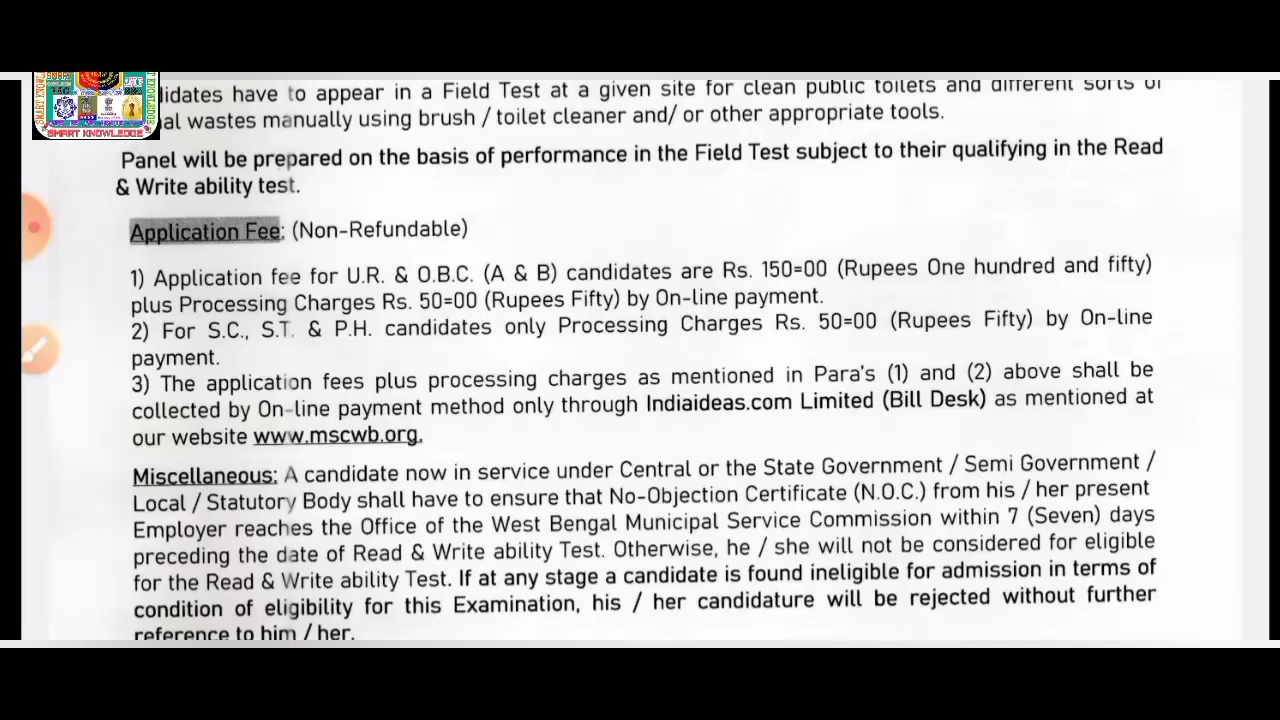 SMART KNOWLEDGE
have to appear in a Field Test at a given site for clean public toilets and different sorts of
wastes manually using brush / toilet cleaner and/ or other appropriate tools.
Panel will be prepared on the basis of performance in the Field Test subject to their qualifying in the Read
& Write ability test.
Application Fee: (Non-Refundable)
1) Application fee for U.R. & O.B.C. (A & B) candidates are Rs. 150=00 (Rupees One hundred and fifty)
plus Processing Charges Rs. 50=00 (Rupees Fifty) by On-line payment.
2) For S.C., S.T. & P.H. candidates only Processing Charges Rs. 50=00 (Rupees Fifty) by On-line
payment.
3) The application fees plus processing charges as mentioned in Para's (1) and (2) above shall be
collected by On-line payment method only through Indiaideas.com Limited (Bill Desk) as mentioned at
our website www.mscwb.org.
Miscellaneous: A candidate now in service under Central or the State Government / Semi Government /
Local / Statutory Body shall have to ensure that No-Objection Certificate (N.O.C.) from his / her present
Employer reaches the Office of the West Bengal Municipal Service Commission within 7 (Seven) days
preceding the date of Read & Write ability Test. Otherwise, he / she will not be considered for eligible
for the Read & Write ability Test. If at any stage a candidate is found ineligible for admission in terms of
condition of eligibility for this Examination, his / her candidature will be rejected without further
reference to him / her.